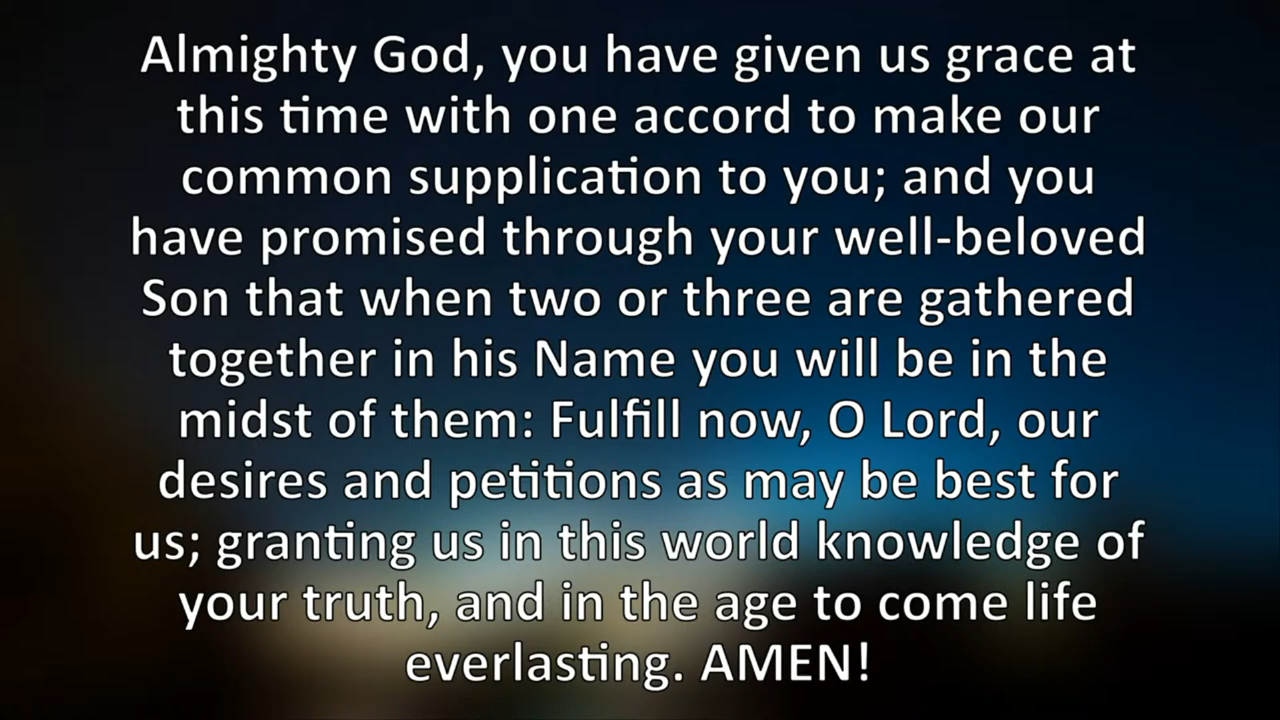 Almighty God, you have given us grace at
this time with one accord to make our
common supplication to you; and you
have promised through your well-beloved
Son that when two or three are gathered
together in his Name you will be in the
midst of them: Fulfill now, O Lord, our
desires and petitions as may be best for
us; granting us in this world knowledge of
your truth, and in the age to come life
everlasting. AMEN!